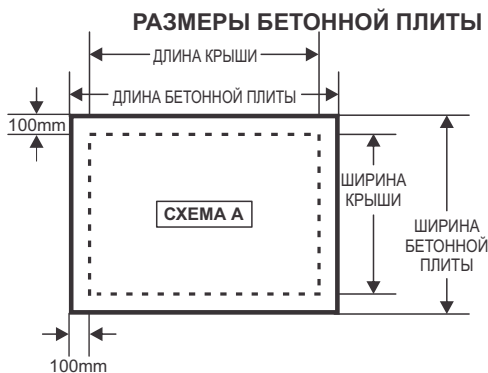 РАЗМЕРЫ БЕТОННОЙ ПЛИТЫ
ДЛИНА КРЫШИ
ДЛИНА БЕТОННОЙ ПЛИТЫ
100mm
СХЕМА А
ШИРИНА
КРЫШИ
ШИРИНА
БЕТОННОЙ
ПЛИТЫ
100mm